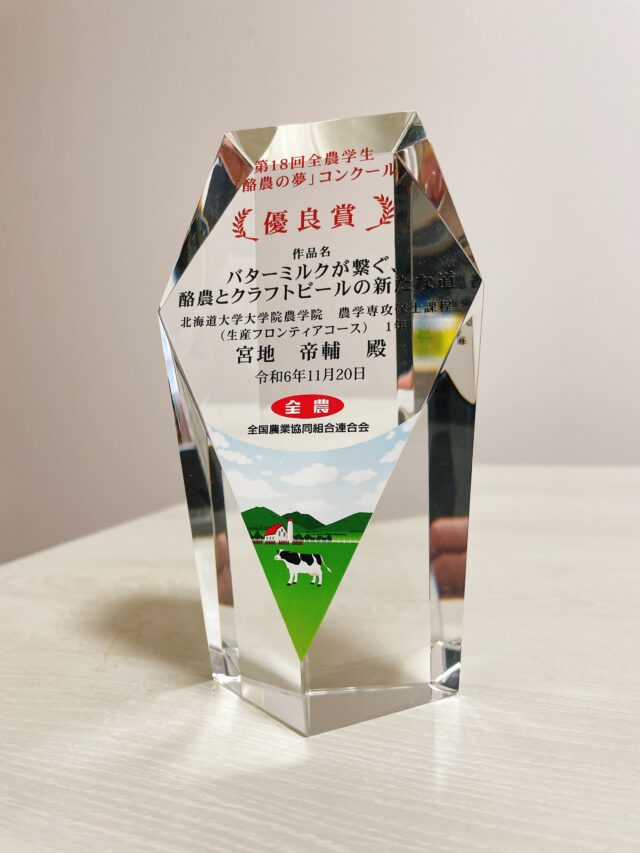 第18回全農学生
「酪農の夢」コンクール
優良賞
作品名
バターミルクが繋ぐ、
酪農とクラフトビールの新たな道
北海道大学大学院農学院 農学専攻修士課程
（生産フロンティアコース） 1年
宮地 帝輔 殿
令和6年11月20日
全農
全国農業協同組合連合会